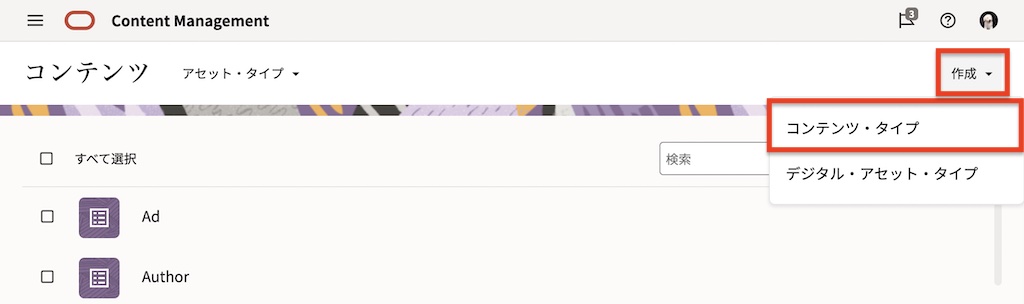 Content Management
3
コンテンツ
アセット・タイプ
作成
コンテンツ・タイプ
すべて選択
検索
デジタル・アセット・タイプ
Ad
Author